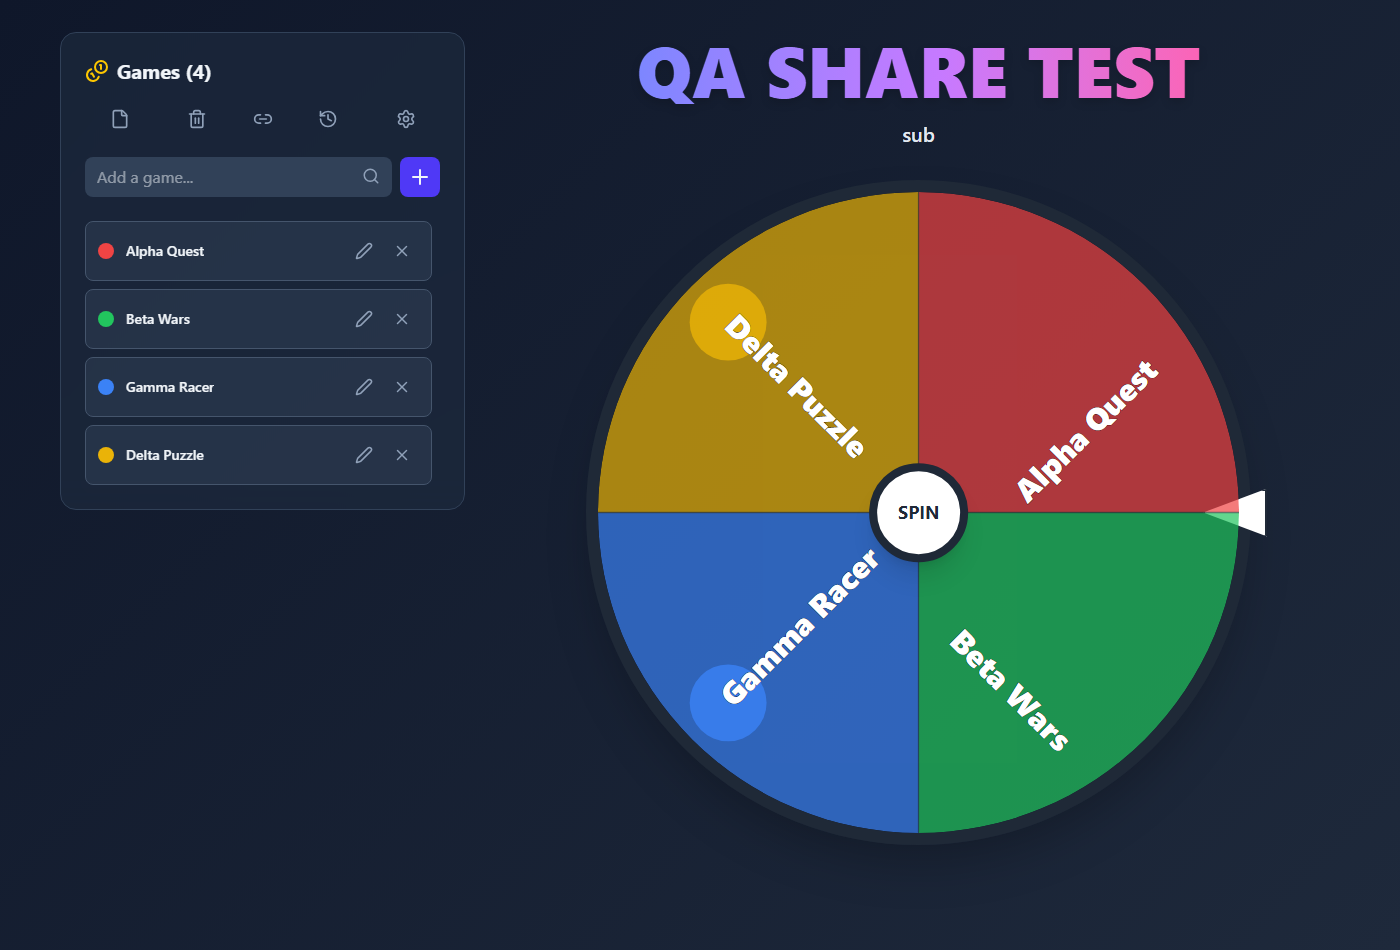 Games (4)
Add a game...
Alpha Quest
Beta Wars
Gamma Racer
Delta Puzzle
QA SHARE TEST
sub
Delta Puzzle
Alpha Quest
SPIN
Gamma Racer
Beta Wars